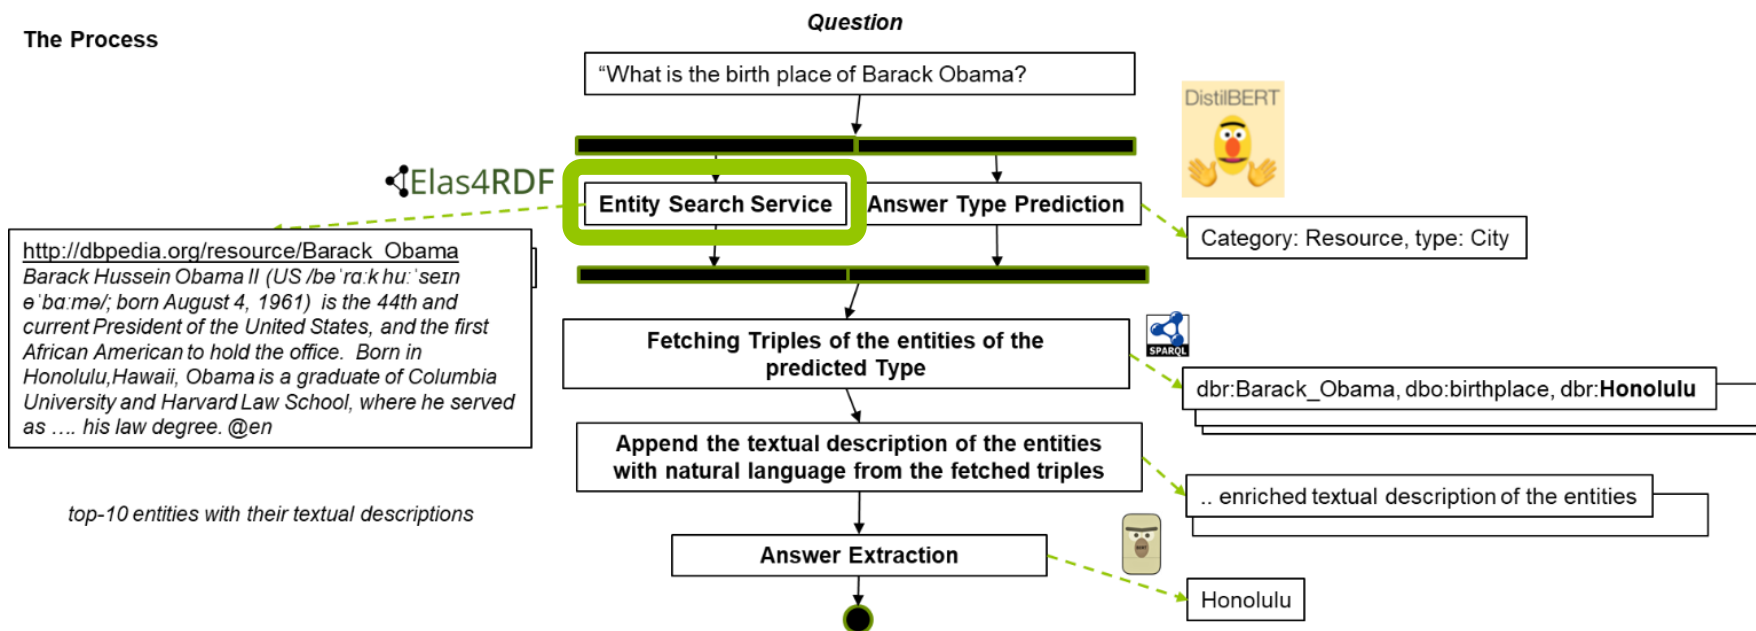 The Process
Question
“What is the birth place of Barack Obama?
DistilBERT
Elas4RDF
Entity Search Service
Answer Type Prediction
Category: Resource, type: City
http://dbpedia.org/resource/Barack_Obama
Barack Hussein Obama II (US /bəˈrɑːk huːˈseɪn
ɵˈbɑːmə/; born August 4, 1961) is the 44th and
current President of the United States, and the first
African American to hold the office. Born in
Honolulu,Hawaii, Obama is a graduate of Columbia
University and Harvard Law School, where he served
as …. his law degree. @en
top-10 entities with their textual descriptions
Fetching Triples of the entities of the
predicted Type
SPARQL
dbr:Barack_Obama, dbo:birthplace, dbr:Honolulu
Append the textual description of the entities
with natural language from the fetched triples
.. enriched textual description of the entities
Answer Extraction
BERT
Honolulu